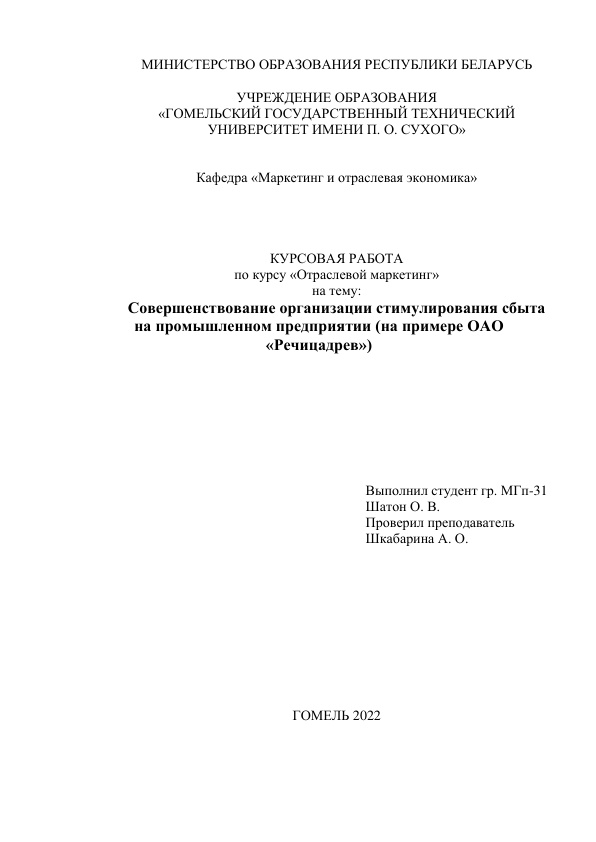 МИНИСТЕРСТВО ОБРАЗОВАНИЯ РЕСПУБЛИКИ БЕЛАРУСЬ
УЧРЕЖДЕНИЕ ОБРАЗОВАНИЯ
«ГОМЕЛЬСКИЙ ГОСУДАРСТВЕННЫЙ ТЕХНИЧЕСКИЙ
УНИВЕРСИТЕТ ИМЕНИ П. О. СУХОГО»
Кафедра «Маркетинг и отраслевая экономика»
КУРСОВАЯ РАБОТА
по курсу «Отраслевой маркетинг»
на тему:
Совершенствование организации стимулирования сбыта
на промышленном предприятии (на примере ОАО
«Речицадрев»)
Выполнил студент гр. МГп-31
Шатон О. В.
Проверил преподаватель
Шкабарина А. О.
ГОМЕЛЬ 2022